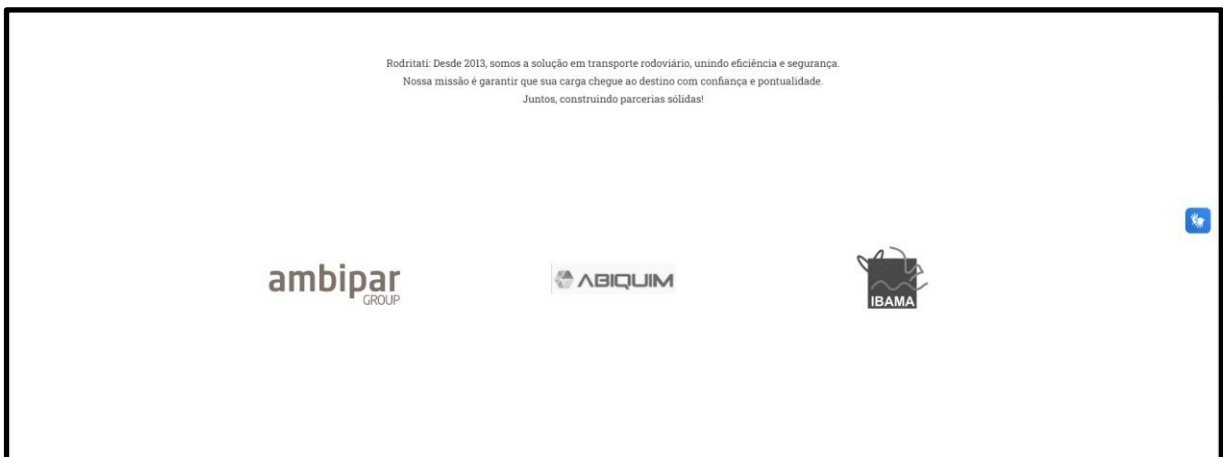 Rodritati: Desde 2013, somos a solução em transporte rodoviário, unindo eficiência e segurança.
Nossa missão é garantir que sua carga chegue ao destino com confiança e pontualidade.
Juntos, construindo parcerias sólidas!
ambipar
GROUP
ABIQUIM
IBAMA